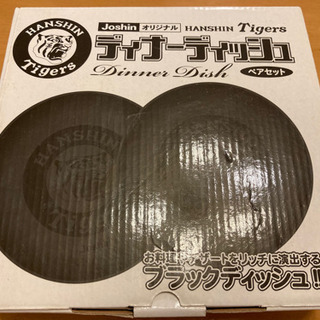 HANSHIN
Tigers
Joshin オリジナル HANSHIN Tigers
ディナーディッシュ
Dinner Dish ペアセット
HANSHIN
お料理やデザートをリッチに演出する
ブラックディッシュ!!